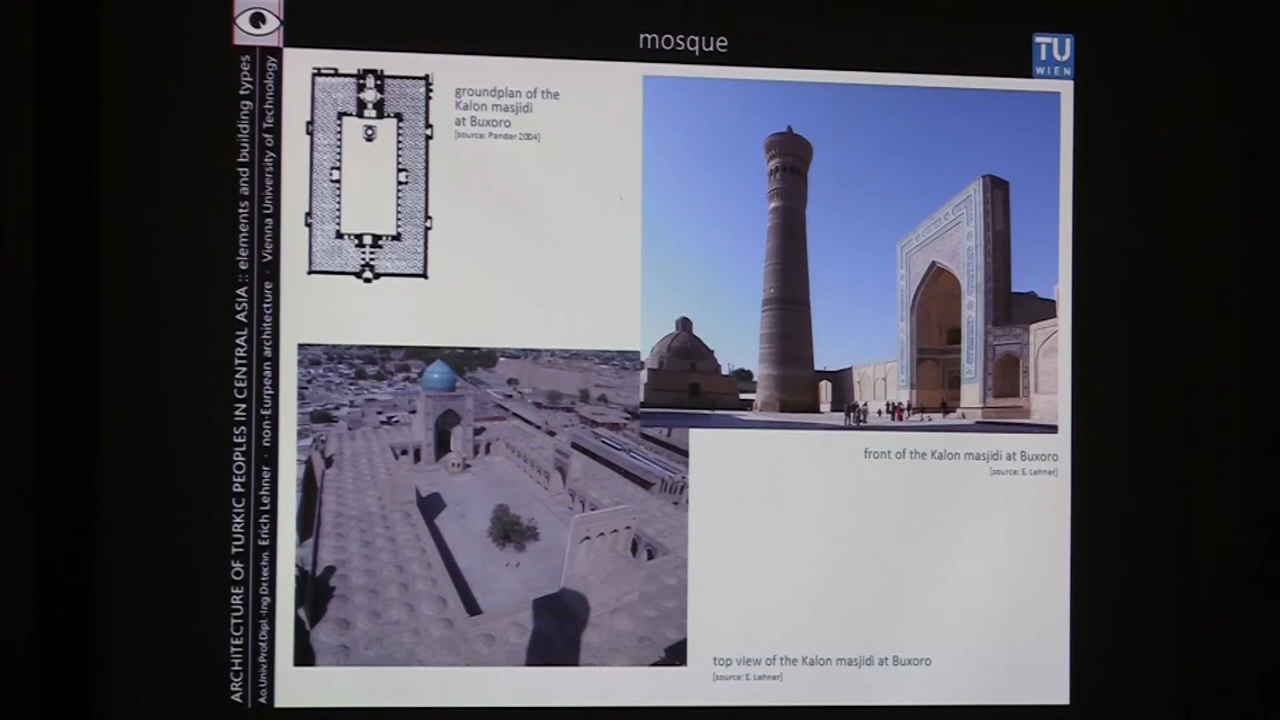 mosque
TU
WIEN
ARCHITECTURE OF TURKIC PEOPLES IN CENTRAL ASIA :: elements and building types
Ao.Univ.Prof.Dipl.-Ing Dr.techn. Erich Lehner · non-Eurpean architecture · Vienna University of Technology
groundplan of the
Kalon masjidi
at Buxoro
[source: Pander 2004]
front of the Kalon masjidi at Buxoro
[source: E. Lehner]
top view of the Kalon masjidi at Buxoro
[source: E. Lehner]